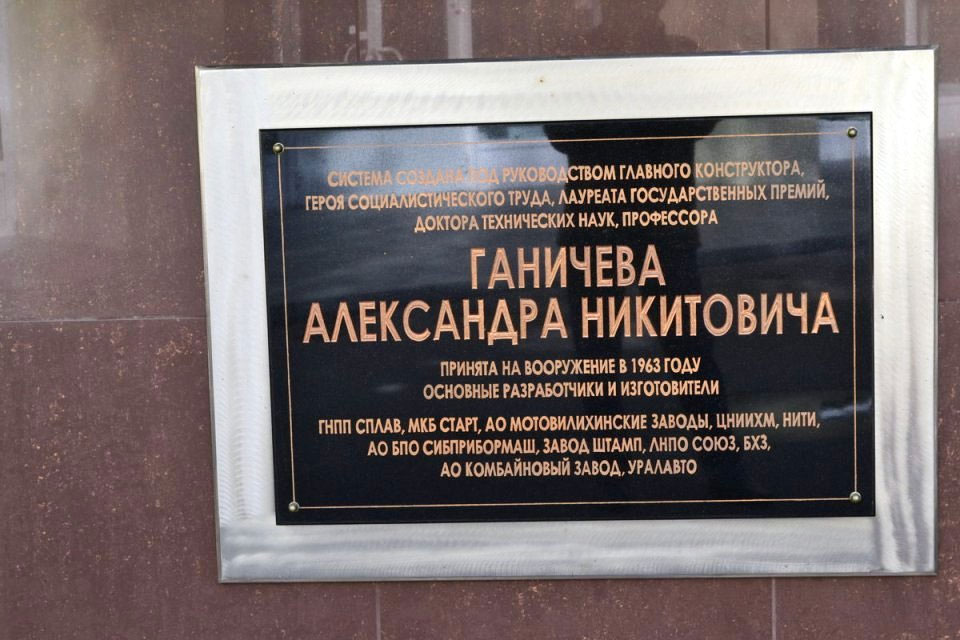 СИСТЕМА СОЗДАНА ПОД РУКОВОДСТВОМ ГЛАВНОГО КОНСТРУКТОРА,
ГЕРОЯ СОЦИАЛИСТИЧЕСКОГО ТРУДА, ЛАУРЕАТА ГОСУДАРСТВЕННЫХ ПРЕМИЙ,
ДОКТОРА ТЕХНИЧЕСКИХ НАУК, ПРОФЕССОРА
ГАНИЧЕВА
АЛЕКСАНДРА НИКИТОВИЧА
ПРИНЯТА НА ВООРУЖЕНИЕ В 1963 ГОДУ
ОСНОВНЫЕ РАЗРАБОТЧИКИ И ИЗГОТОВИТЕЛИ
ГНПП СПЛАВ, МКБ СТАРТ, АО МОТОВИЛИХИНСКИЕ ЗАВОДЫ, ЦНИИХМ, НИТИ,
АО БПО СИБПРИБОРМАШ, ЗАВОД ШТАМП, ЛНПО СОЮЗ, БХЗ,
АО КОМБАЙНОВЫЙ ЗАВОД, УРАЛАВТО